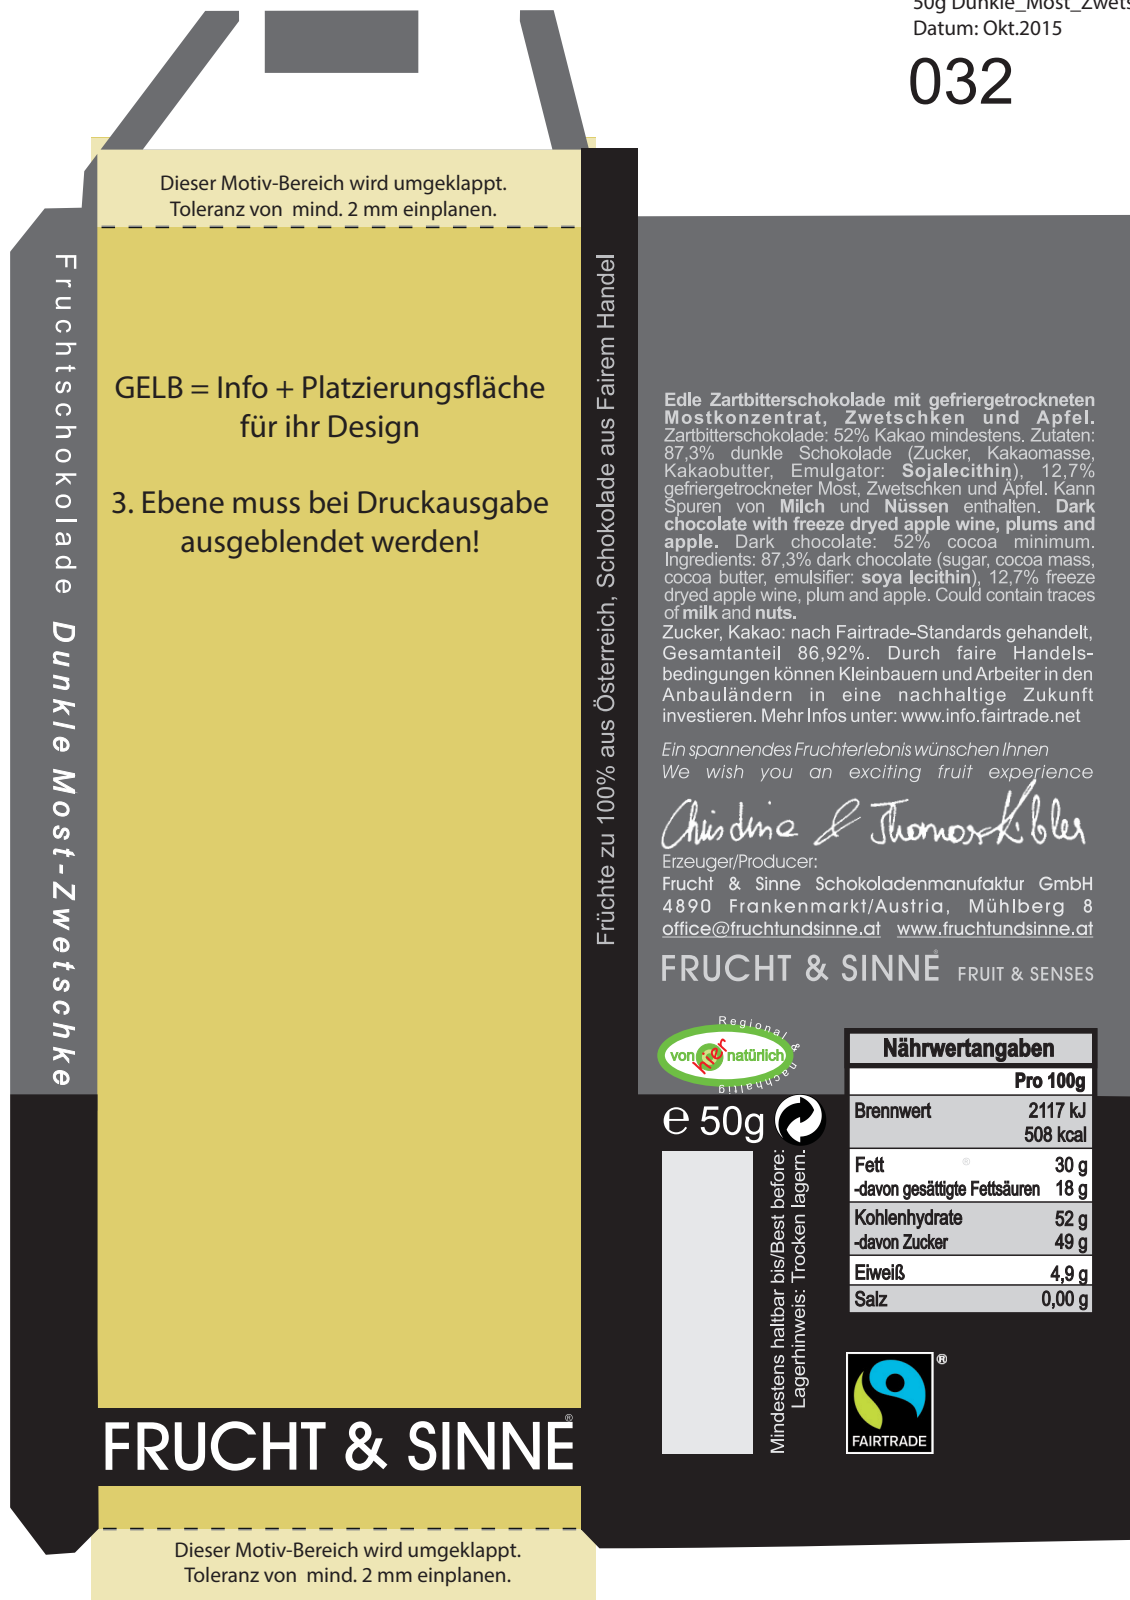 50g Dunkle_Most_Zwets
Datum: Okt.2015
032
Dieser Motiv-Bereich wird umgeklappt.
Toleranz von mind. 2 mm einplanen.
Fruchtschokolade Dunkle Most-Zwetschke
GELB = Info + Platzierungsfläche
für ihr Design
3. Ebene muss bei Druckausgabe
ausgeblendet werden!
FRUCHT & SINNE®
Dieser Motiv-Bereich wird umgeklappt.
Toleranz von mind. 2 mm einplanen.
Früchte zu 100% aus Österreich, Schokolade aus Fairem Handel
Edle Zartbitterschokolade mit gefriergetrockneten
Mostkonzentrat, Zwetschken und Apfel.
Zartbitterschokolade: 52% Kakao mindestens. Zutaten:
87,3% dunkle Schokolade (Zucker, Kakaomasse,
Kakaobutter, Emulgator: Sojalecithin), 12,7%
gefriergetrockneter Most, Zwetschken und Äpfel. Kann
Spuren von Milch und Nüssen enthalten. Dark
chocolate with freeze dryed apple wine, plums and
apple. Dark chocolate: 52% cocoa minimum.
Ingredients: 87,3% dark chocolate (sugar, cocoa mass,
cocoa butter, emulsifier: soya lecithin), 12,7% freeze
dryed apple wine, plum and apple. Could contain traces
of milk and nuts.
Zucker, Kakao: nach Fairtrade-Standards gehandelt,
Gesamtanteil 86,92%. Durch faire Handels-
bedingungen können Kleinbauern und Arbeiter in den
Anbauländern in eine nachhaltige Zukunft
investieren. Mehr Infos unter: www.info.fairtrade.net
Ein spannendes Fruchterlebnis wünschen Ihnen
We wish you an exciting fruit experience
Christina & Thomas Kibler
Erzeuger/Producer:
Frucht & Sinne Schokoladenmanufaktur GmbH
4890 Frankenmarkt/Austria, Mühlberg 8
office@fruchtundsinne.at www.fruchtundsinne.at
FRUCHT & SINNE® FRUIT & SENSES
Regional & nachhaltig
von hier natürlich
℮ 50g
Mindestens haltbar bis/Best before:
Lagerhinweis: Trocken lagern.
Nährwertangaben
Pro 100g
Brennwert 2117 kJ
508 kcal
Fett ® 30 g
-davon gesättigte Fettsäuren 18 g
Kohlenhydrate 52 g
-davon Zucker 49 g
Eiweiß 4,9 g
Salz 0,00 g
FAIRTRADE ®